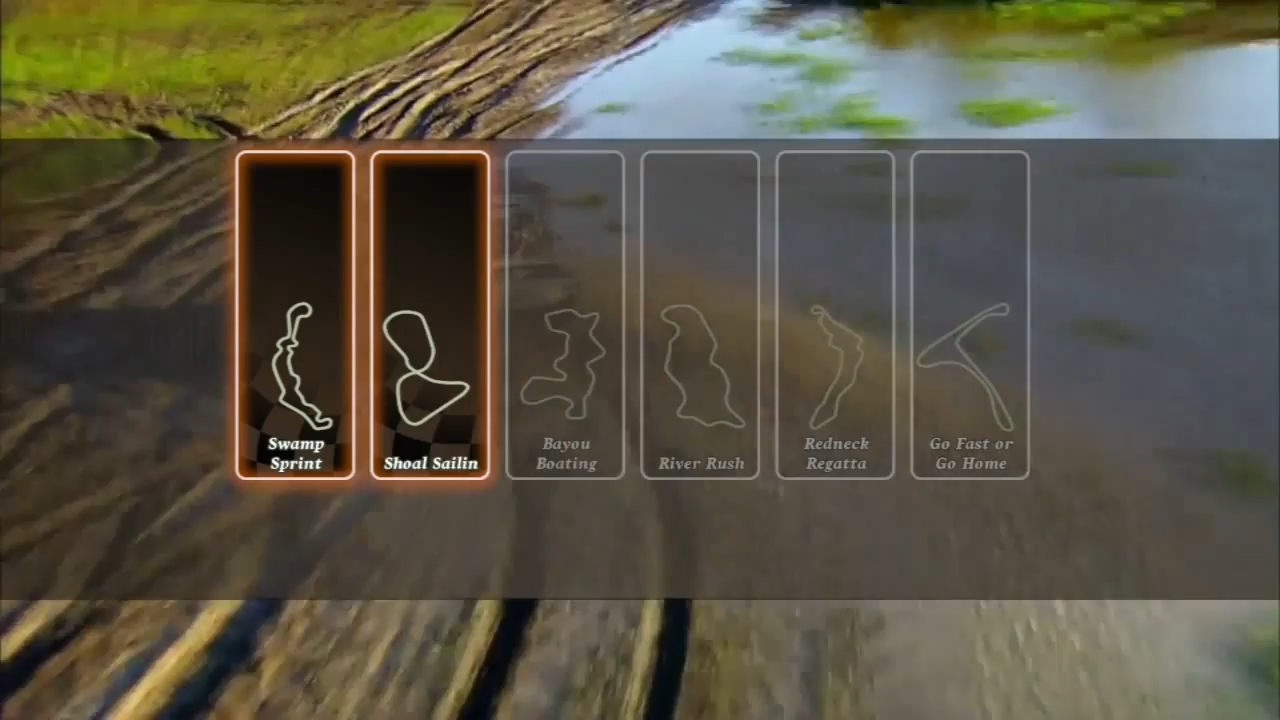 Swamp
Sprint
Shoal Sailin
Bayou
Boating
River Rush
Redneck
Regatta
Go Fast or
Go Home